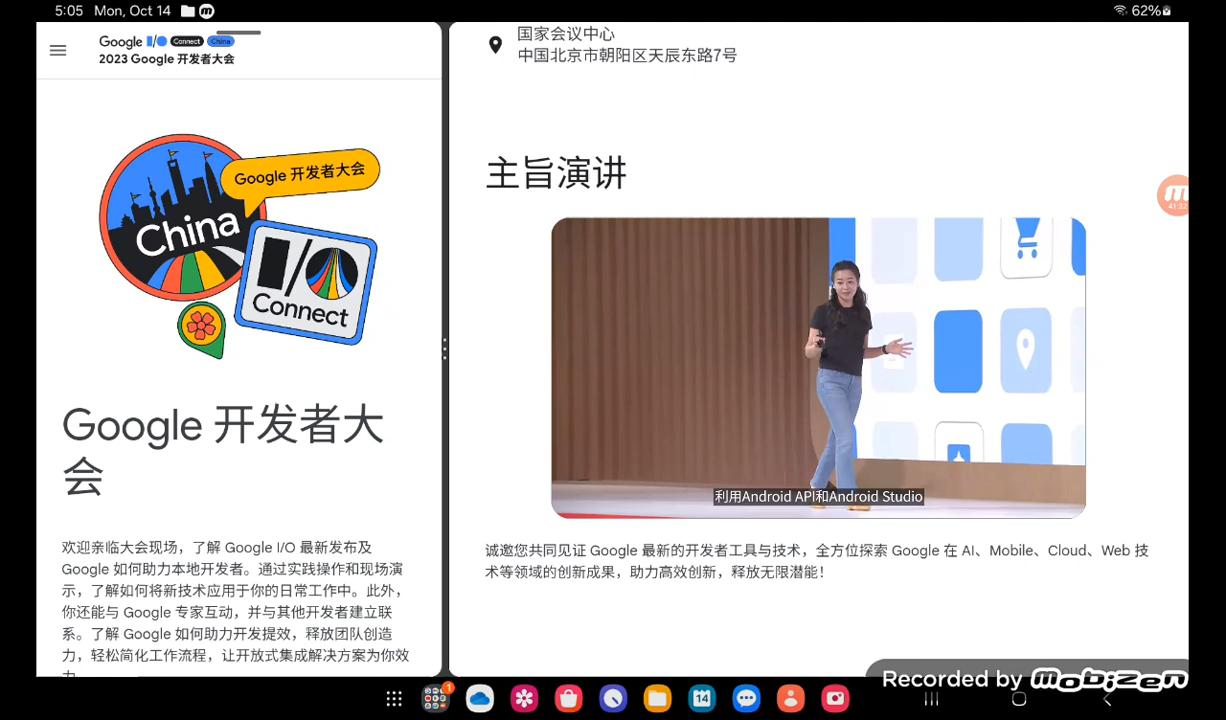 5:05 Mon, Oct 14
62%
Google I/O Connect China
2023 Google 开发者大会
Google 开发者大会
China
I/O
Connect
Google 开发者大
会
欢迎亲临大会现场，了解 Google I/O 最新发布及
Google 如何助力本地开发者。通过实践操作和现场演
示，了解如何将新技术应用于你的日常工作中。此外，
你还能与 Google 专家互动，并与其他开发者建立联
系。了解 Google 如何助力开发提效，释放团队创造
力，轻松简化工作流程，让开放式集成解决方案为你效
力
国家会议中心
中国北京市朝阳区天辰东路7号
主旨演讲
利用Android API和Android Studio
诚邀您共同见证 Google 最新的开发者工具与技术，全方位探索 Google 在 AI、Mobile、Cloud、Web 技
术等领域的创新成果，助力高效创新，释放无限潜能！
41:32
Recorded by mobizen
1
14